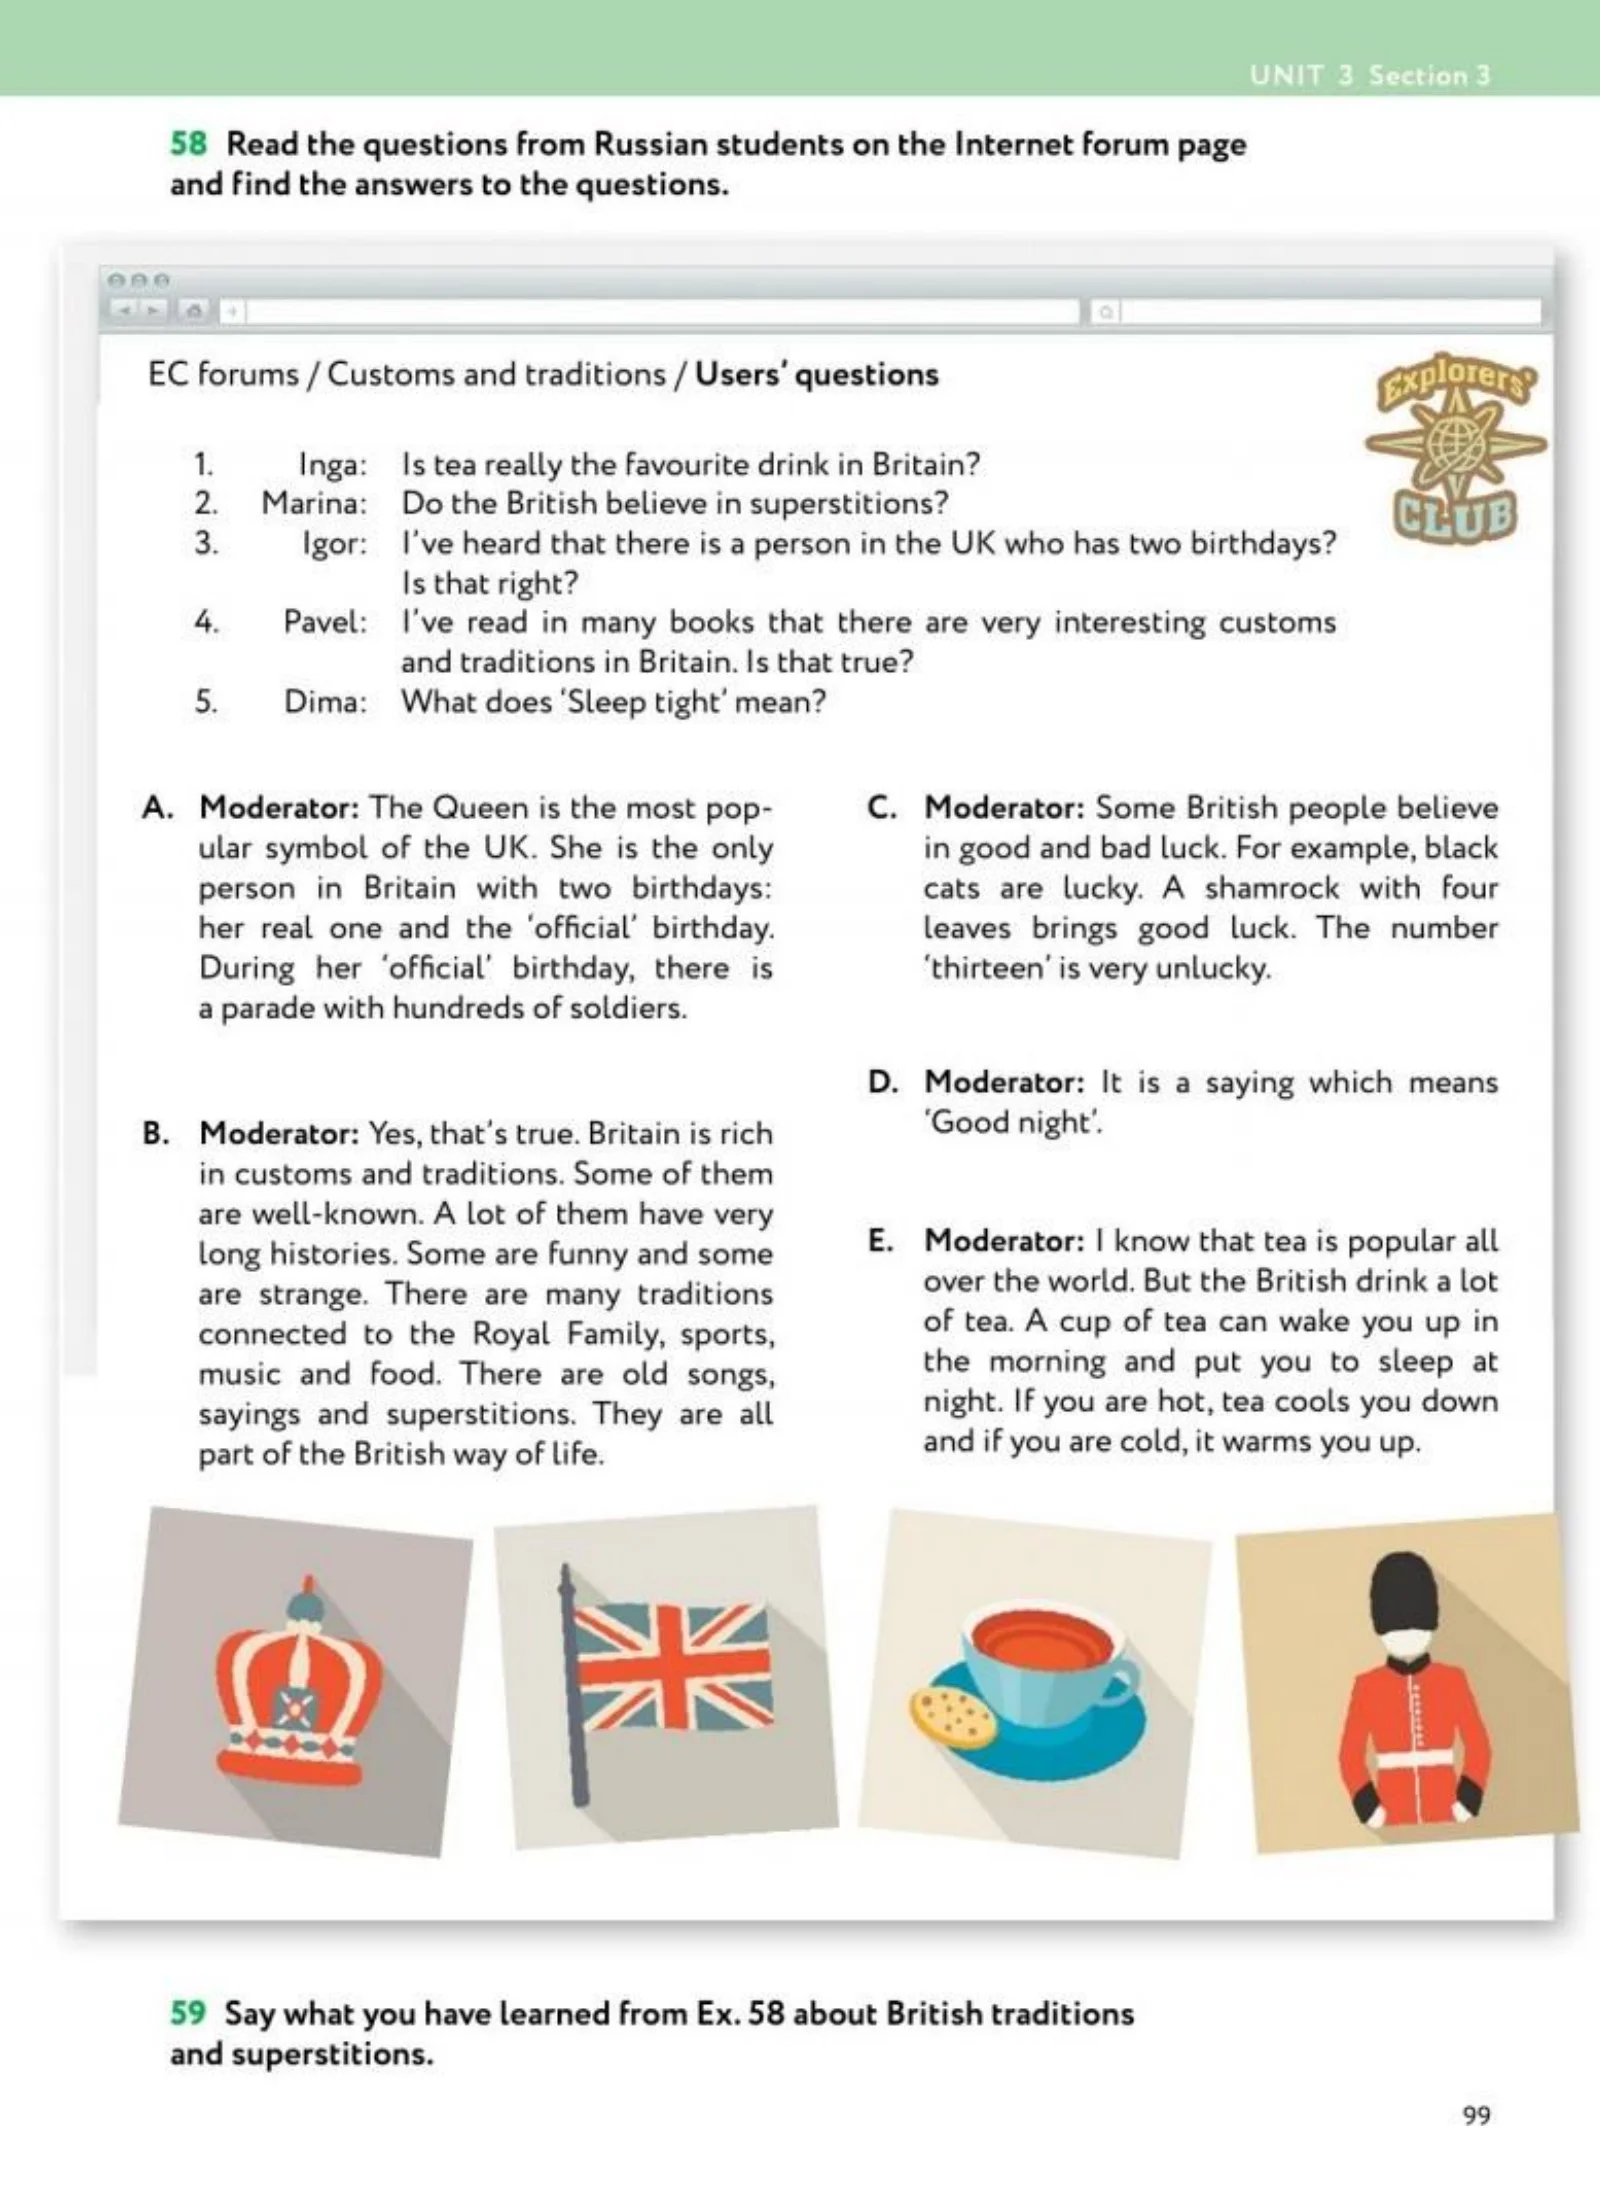 UNIT 3 Section 3
58 Read the questions from Russian students on the Internet forum page
and find the answers to the questions.
EC forums / Customs and traditions / Users' questions
Explorers'
CLUB
1. Inga: Is tea really the favourite drink in Britain?
2. Marina: Do the British believe in superstitions?
3. Igor: I've heard that there is a person in the UK who has two birthdays?
Is that right?
4. Pavel: I've read in many books that there are very interesting customs
and traditions in Britain. Is that true?
5. Dima: What does 'Sleep tight' mean?
A. Moderator: The Queen is the most pop-
ular symbol of the UK. She is the only
person in Britain with two birthdays:
her real one and the 'official' birthday.
During her 'official' birthday, there is
a parade with hundreds of soldiers.
B. Moderator: Yes, that's true. Britain is rich
in customs and traditions. Some of them
are well-known. A lot of them have very
long histories. Some are funny and some
are strange. There are many traditions
connected to the Royal Family, sports,
music and food. There are old songs,
sayings and superstitions. They are all
part of the British way of life.
C. Moderator: Some British people believe
in good and bad luck. For example, black
cats are lucky. A shamrock with four
leaves brings good luck. The number
'thirteen' is very unlucky.
D. Moderator: It is a saying which means
'Good night'.
E. Moderator: I know that tea is popular all
over the world. But the British drink a lot
of tea. A cup of tea can wake you up in
the morning and put you to sleep at
night. If you are hot, tea cools you down
and if you are cold, it warms you up.
59 Say what you have learned from Ex. 58 about British traditions
and superstitions.
99